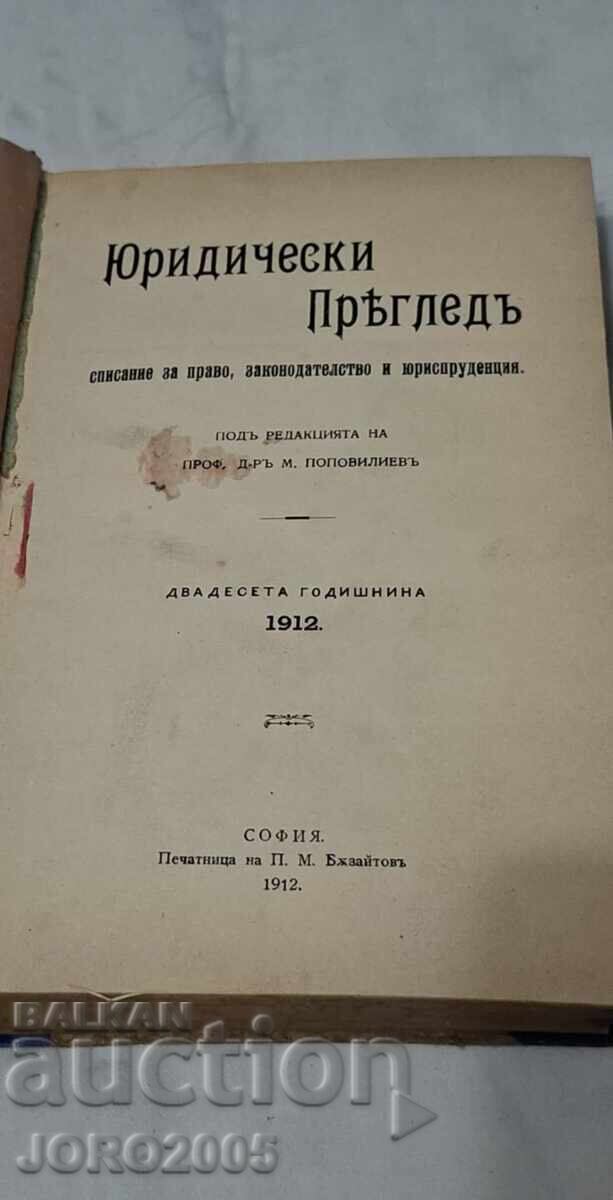 Юридически
Прѣгледъ
списание за право, законодателство и юриспруденция.
ПОДЪ РЕДАКЦИЯТА НА
ПРОФ. Д-РЪ М. ПОПОВИЛИЕВЪ
ДВАДЕСЕТА ГОДИШНИНА
1912.
СОФИЯ.
Печатница на П. М. Бѫзайтовъ
1912.
BALKAN
auction
JORO2005